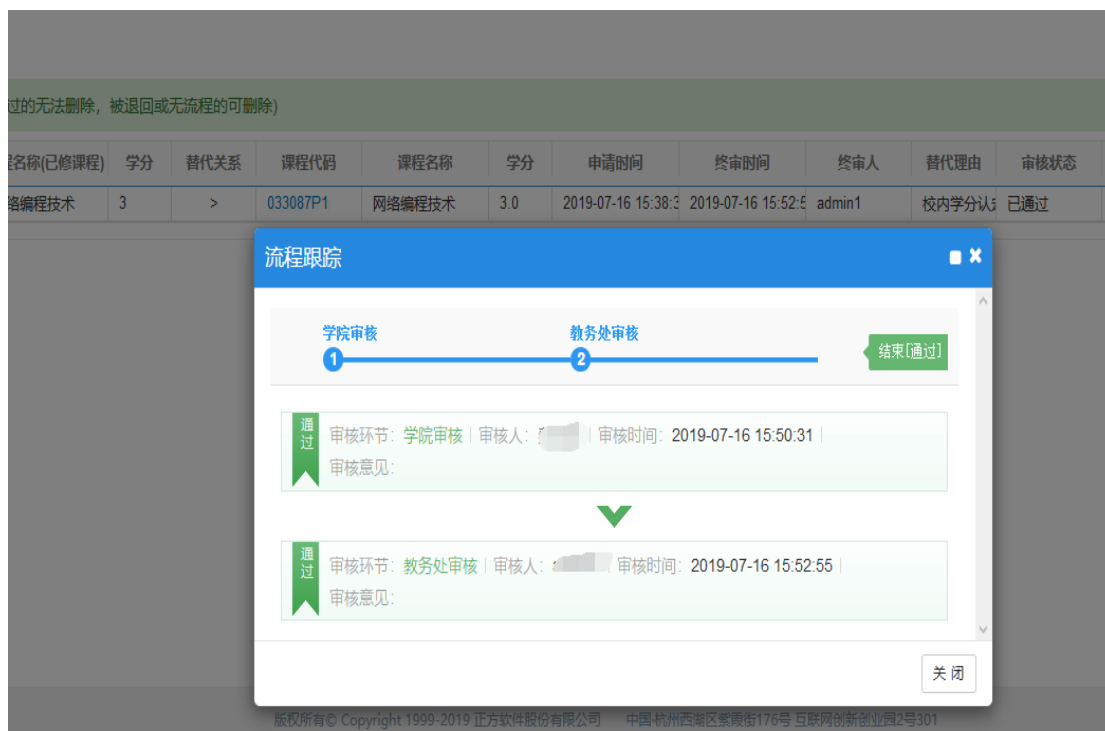 过的无法删除，被退回或无流程的可删除)
程名称(已修课程) 学分 替代关系 课程代码 课程名称 学分 申请时间 终审时间 终审人 替代理由 审核状态
络编程技术 3 > 033087P1 网络编程技术 3.0 2019-07-16 15:38:3 2019-07-16 15:52:5 admin1 校内学分认 已通过
流程跟踪
学院审核 教务处审核
1 2 结束[通过]
通过 审核环节：学院审核 审核人： 审核时间：2019-07-16 15:50:31
审核意见：
通过 审核环节：教务处审核 审核人： 审核时间：2019-07-16 15:52:55
审核意见：
关 闭
版权所有© Copyright 1999-2019 正方软件股份有限公司 中国·杭州西湖区紫霞街176号 互联网创新创业园2号301